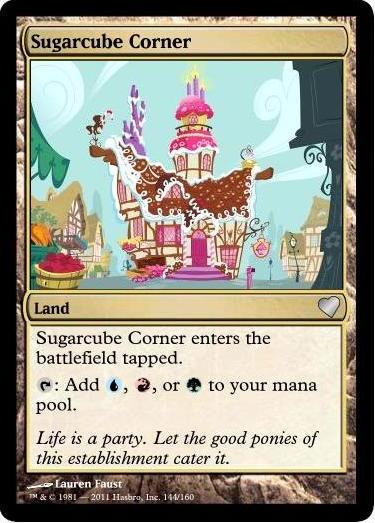 Sugarcube Corner
Land
Sugarcube Corner enters the
battlefield tapped.
: Add , , or to your mana
pool.
Life is a party. Let the good ponies of
this establishment cater it.
Lauren Faust
™ & © 1981 — 2011 Hasbro, Inc. 144/160